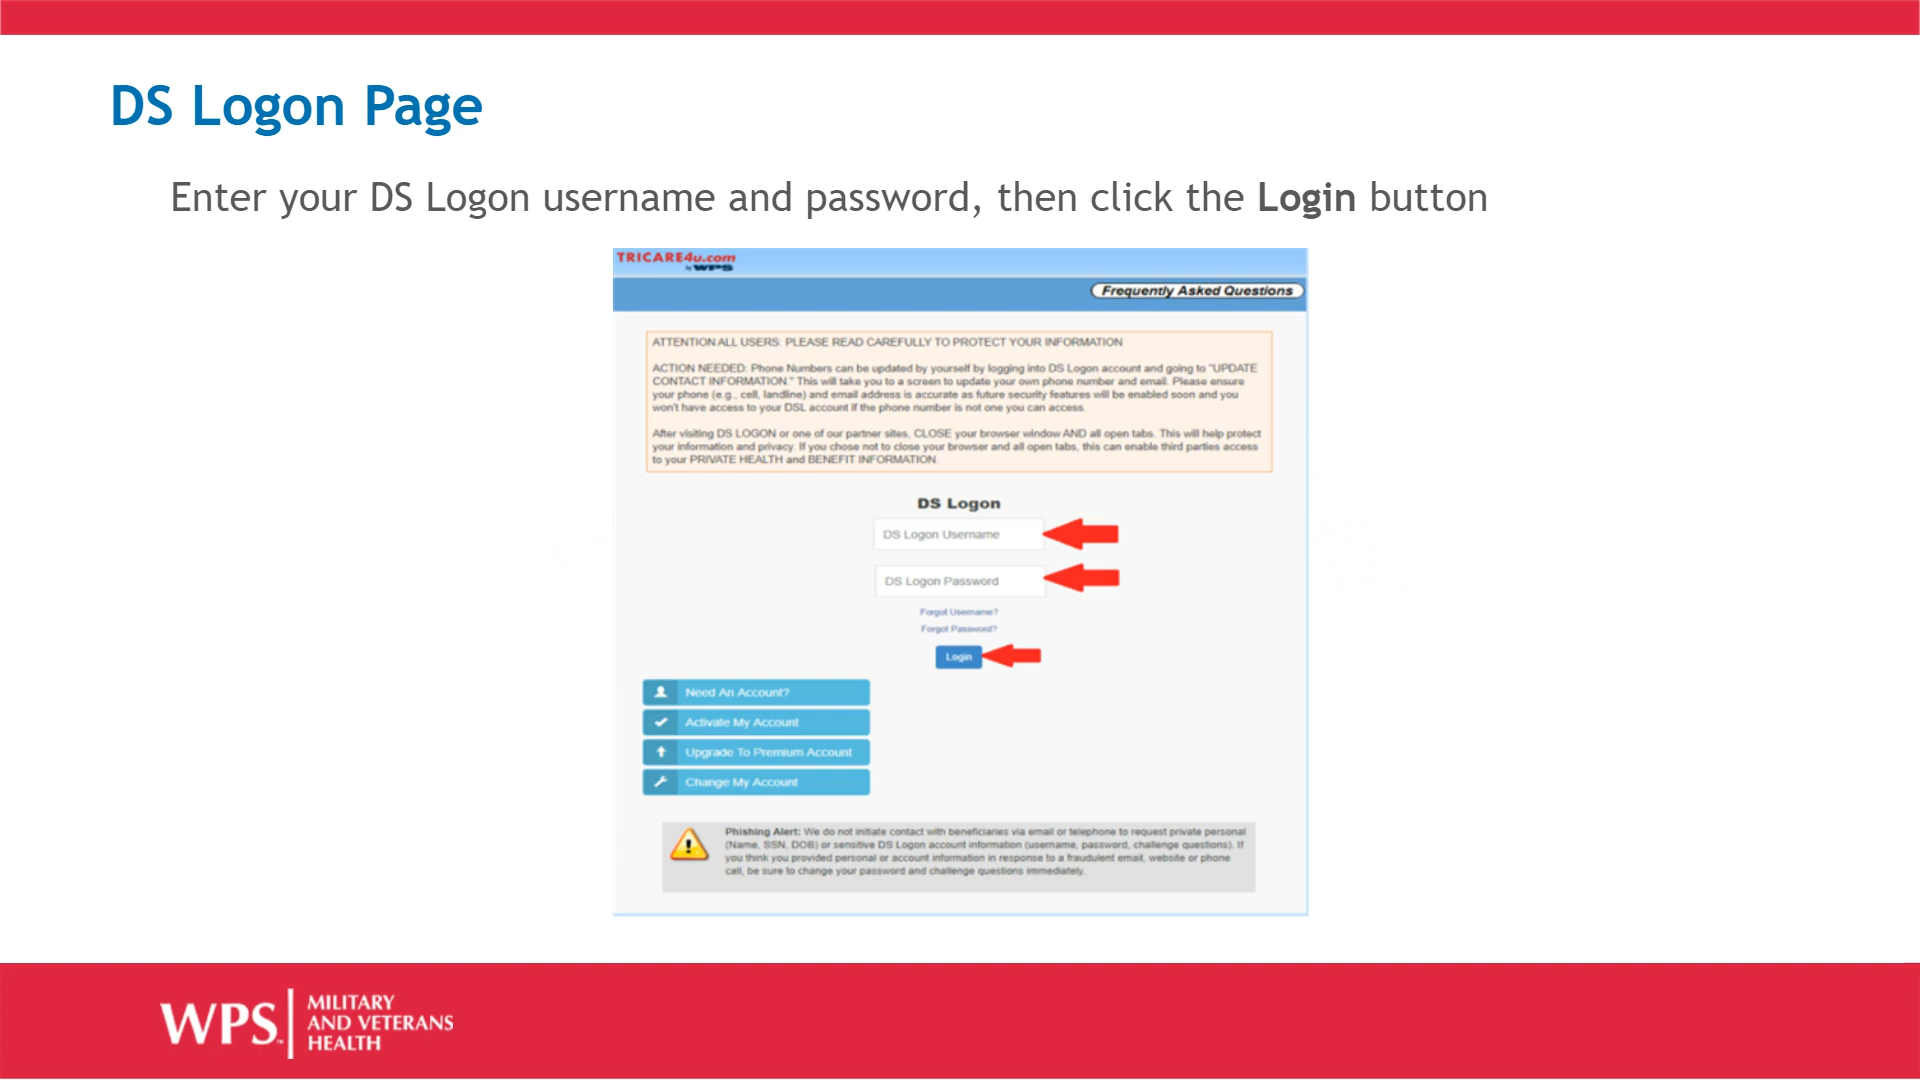 DS Logon Page
Enter your DS Logon username and password, then click the Login button
TRICARE4u.com
by WPS
Frequently Asked Questions
ATTENTION ALL USERS: PLEASE READ CAREFULLY TO PROTECT YOUR INFORMATION
ACTION NEEDED: Phone Numbers can be updated by yourself by logging into DS Logon account and going to "UPDATE
CONTACT INFORMATION." This will take you to a screen to update your own phone number and email. Please ensure
your phone (e.g., cell, landline) and email address is accurate as future security features will be enabled soon and you
won't have access to your DSL account if the phone number is not one you can access.
After visiting DS LOGON or one of our partner sites, CLOSE your browser window AND all open tabs. This will help protect
your information and privacy. If you chose not to close your browser and all open tabs, this can enable third parties access
to your PRIVATE HEALTH and BENEFIT INFORMATION.
DS Logon
DS Logon Username
DS Logon Password
Forgot Username?
Forgot Password?
Login
Need An Account?
Activate My Account
Upgrade To Premium Account
Change My Account
Phishing Alert: We do not initiate contact with beneficiaries via email or telephone to request private personal
(Name, SSN, DOB) or sensitive DS Logon account information (username, password, challenge questions). If
you think you provided personal or account information in response to a fraudulent email, website or phone
call, be sure to change your password and challenge questions immediately.
WPS™
MILITARY
AND VETERANS
HEALTH